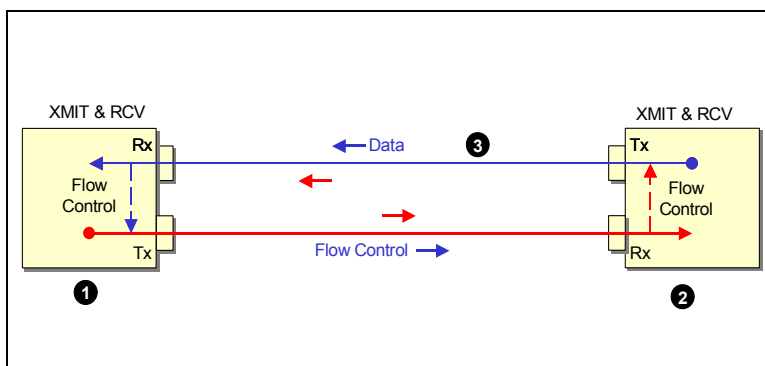 XMIT & RCV
XMIT & RCV
Rx
Data
3
Tx
Flow
Control
Flow
Control
Tx
Flow Control
Rx
1
2